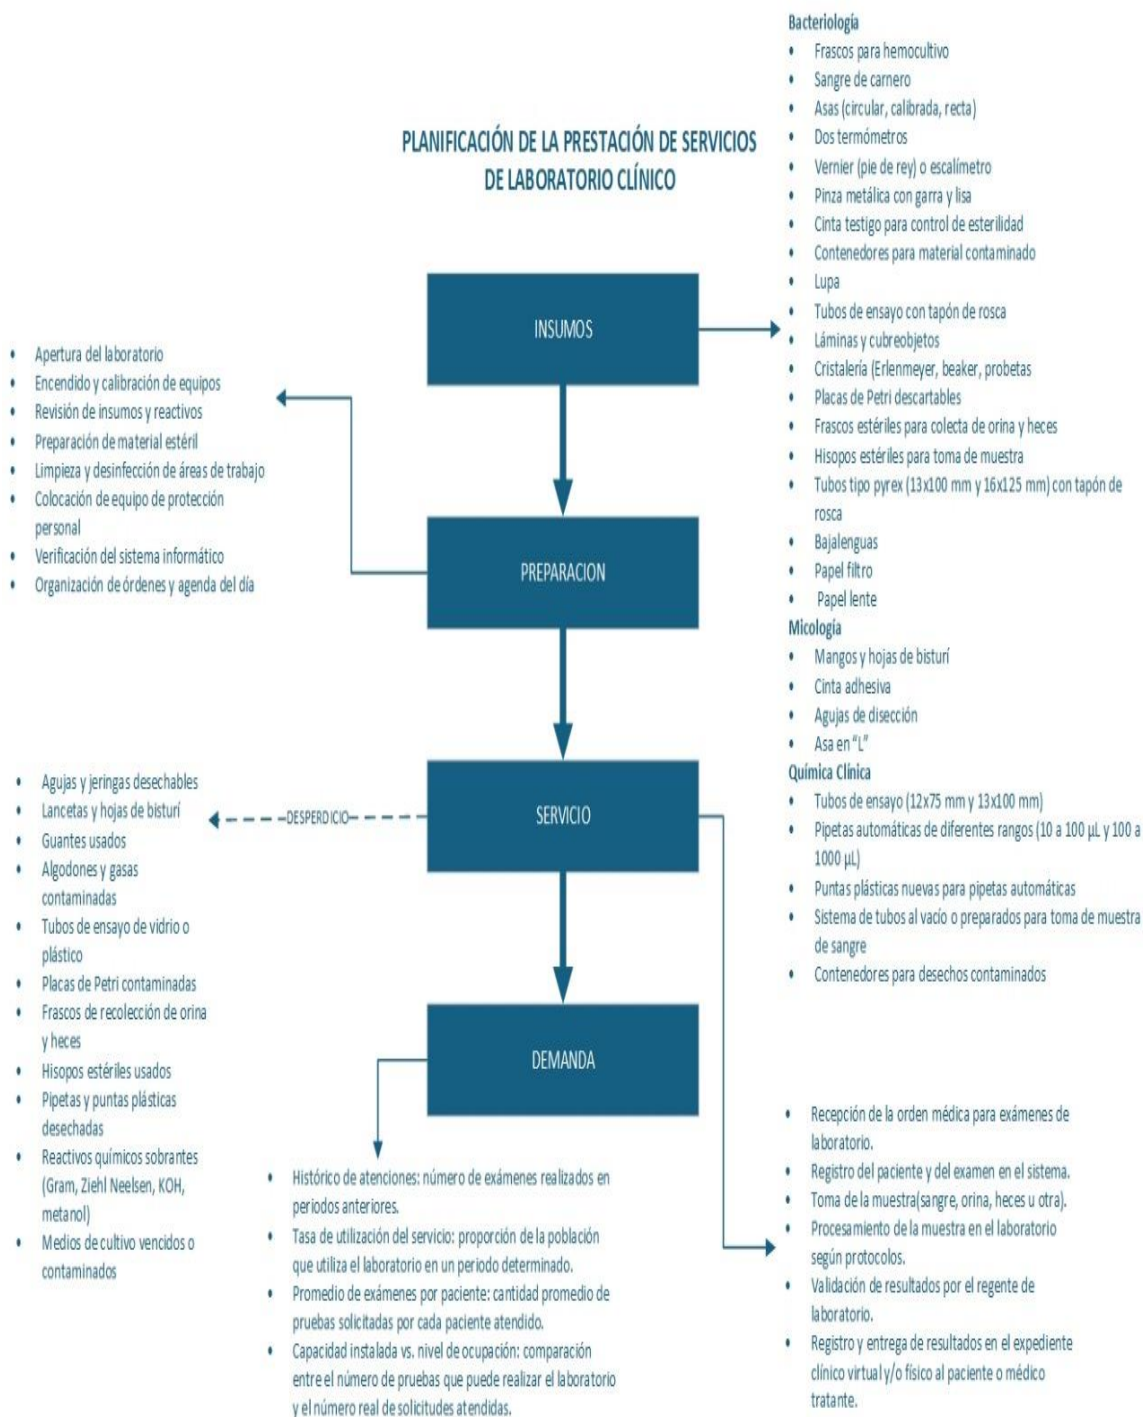 PLANIFICACIÓN DE LA PRESTACIÓN DE SERVICIOS
DE LABORATORIO CLÍNICO
INSUMOS
Bacteriología
• Frascos para hemocultivo
• Sangre de carnero
• Asas (circular, calibrada, recta)
• Dos termómetros
• Vernier (pie de rey) o escalímetro
• Pinza metálica con garra y lisa
• Cinta testigo para control de esterilidad
• Contenedores para material contaminado
• Lupa
• Tubos de ensayo con tapón de rosca
• Láminas y cubreobjetos
• Cristalería (Erlenmeyer, beaker, probetas
• Placas de Petri descartables
• Frascos estériles para colecta de orina y heces
• Hisopos estériles para toma de muestra
• Tubos tipo pyrex (13x100 mm y 16x125 mm) con tapón de
rosca
• Bajalenguas
• Papel filtro
• Papel lente
Micología
• Mangos y hojas de bisturí
• Cinta adhesiva
• Agujas de disección
• Asa en “L”
Química Clínica
• Tubos de ensayo (12x75 mm y 13x100 mm)
• Pipetas automáticas de diferentes rangos (10 a 100 µL y 100 a
1000 µL)
• Puntas plásticas nuevas para pipetas automáticas
• Sistema de tubos al vacío o preparados para toma de muestra
de sangre
• Contenedores para desechos contaminados
PREPARACION
• Apertura del laboratorio
• Encendido y calibración de equipos
• Revisión de insumos y reactivos
• Preparación de material estéril
• Limpieza y desinfección de áreas de trabajo
• Colocación de equipo de protección
personal
• Verificación del sistema informático
• Organización de órdenes y agenda del día
SERVICIO
DESPERDICIO
• Agujas y jeringas desechables
• Lancetas y hojas de bisturí
• Guantes usados
• Algodones y gasas
contaminadas
• Tubos de ensayo de vidrio o
plástico
• Placas de Petri contaminadas
• Frascos de recolección de orina
y heces
• Hisopos estériles usados
• Pipetas y puntas plásticas
desechadas
• Reactivos químicos sobrantes
(Gram, Ziehl Neelsen, KOH,
metanol)
• Medios de cultivo vencidos o
contaminados
• Recepción de la orden médica para exámenes de
laboratorio.
• Registro del paciente y del examen en el sistema.
• Toma de la muestra(sangre, orina, heces u otra).
• Procesamiento de la muestra en el laboratorio
según protocolos.
• Validación de resultados por el regente de
laboratorio.
• Registro y entrega de resultados en el expediente
clínico virtual y/o físico al paciente o médico
tratante.
DEMANDA
• Histórico de atenciones: número de exámenes realizados en
periodos anteriores.
• Tasa de utilización del servicio: proporción de la población
que utiliza el laboratorio en un periodo determinado.
• Promedio de exámenes por paciente: cantidad promedio de
pruebas solicitadas por cada paciente atendido.
• Capacidad instalada vs. nivel de ocupación: comparación
entre el número de pruebas que puede realizar el laboratorio
y el número real de solicitudes atendidas.